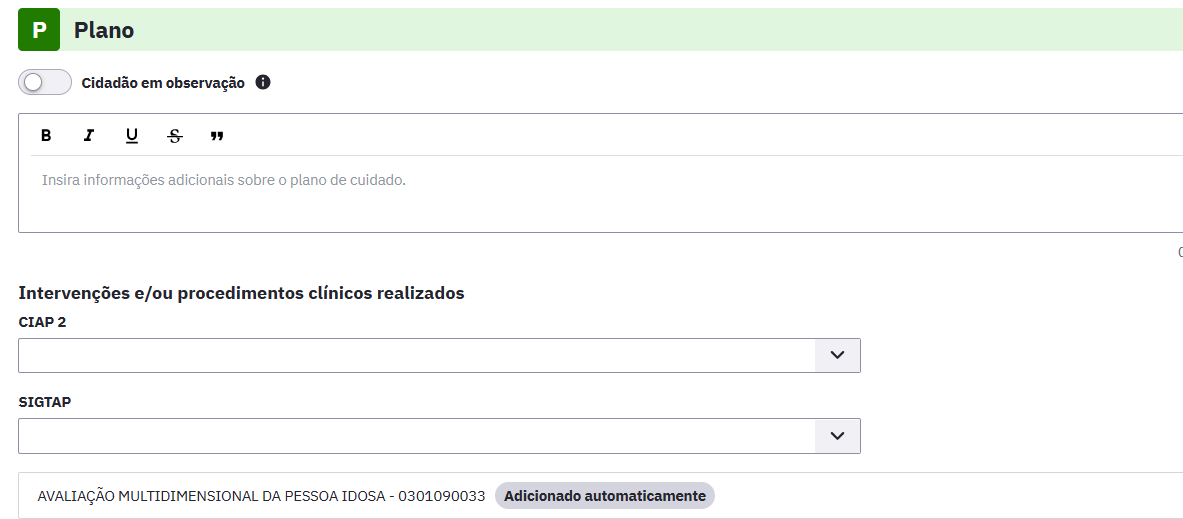 P Plano
Cidadão em observação
B I U S "
Insira informações adicionais sobre o plano de cuidado.
Intervenções e/ou procedimentos clínicos realizados
CIAP 2
SIGTAP
AVALIAÇÃO MULTIDIMENSIONAL DA PESSOA IDOSA - 0301090033 Adicionado automaticamente